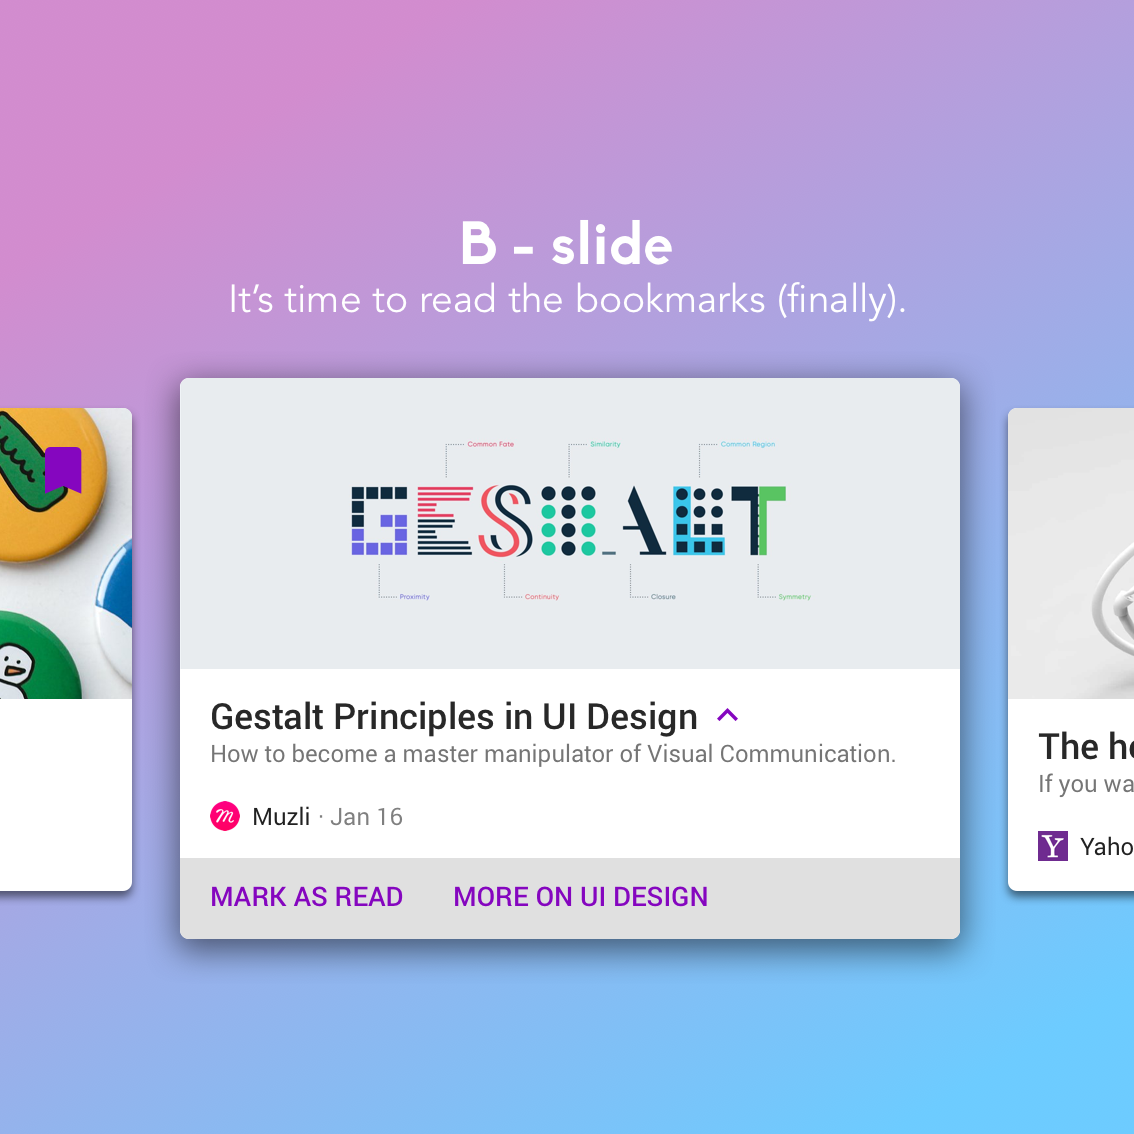 B - slide
It's time to read the bookmarks (finally).
Common Fate
Similarity
Common Region
GESTALT
Proximity
Continuity
Closure
Symmetry
Gestalt Principles in UI Design
How to become a master manipulator of Visual Communication.
Muzli · Jan 16
MARK AS READ
MORE ON UI DESIGN
The
If you
Y